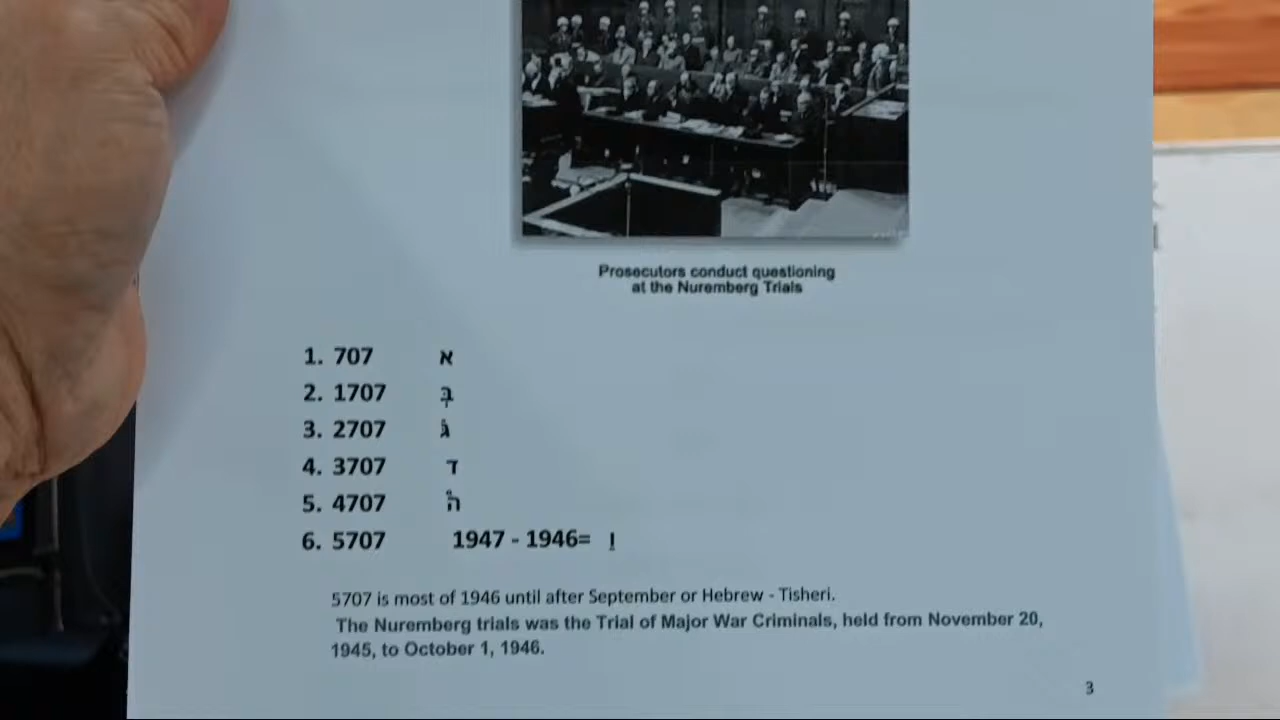 Prosecutors conduct questioning
at the Nuremberg Trials
1. 707 א
2. 1707 בְּ
3. 2707 גֹ
4. 3707 ד
5. 4707 הֹ
6. 5707 1947 - 1946= וְ
5707 is most of 1946 until after September or Hebrew - Tisheri.
The Nuremberg trials was the Trial of Major War Criminals, held from November 20,
1945, to October 1, 1946.
3